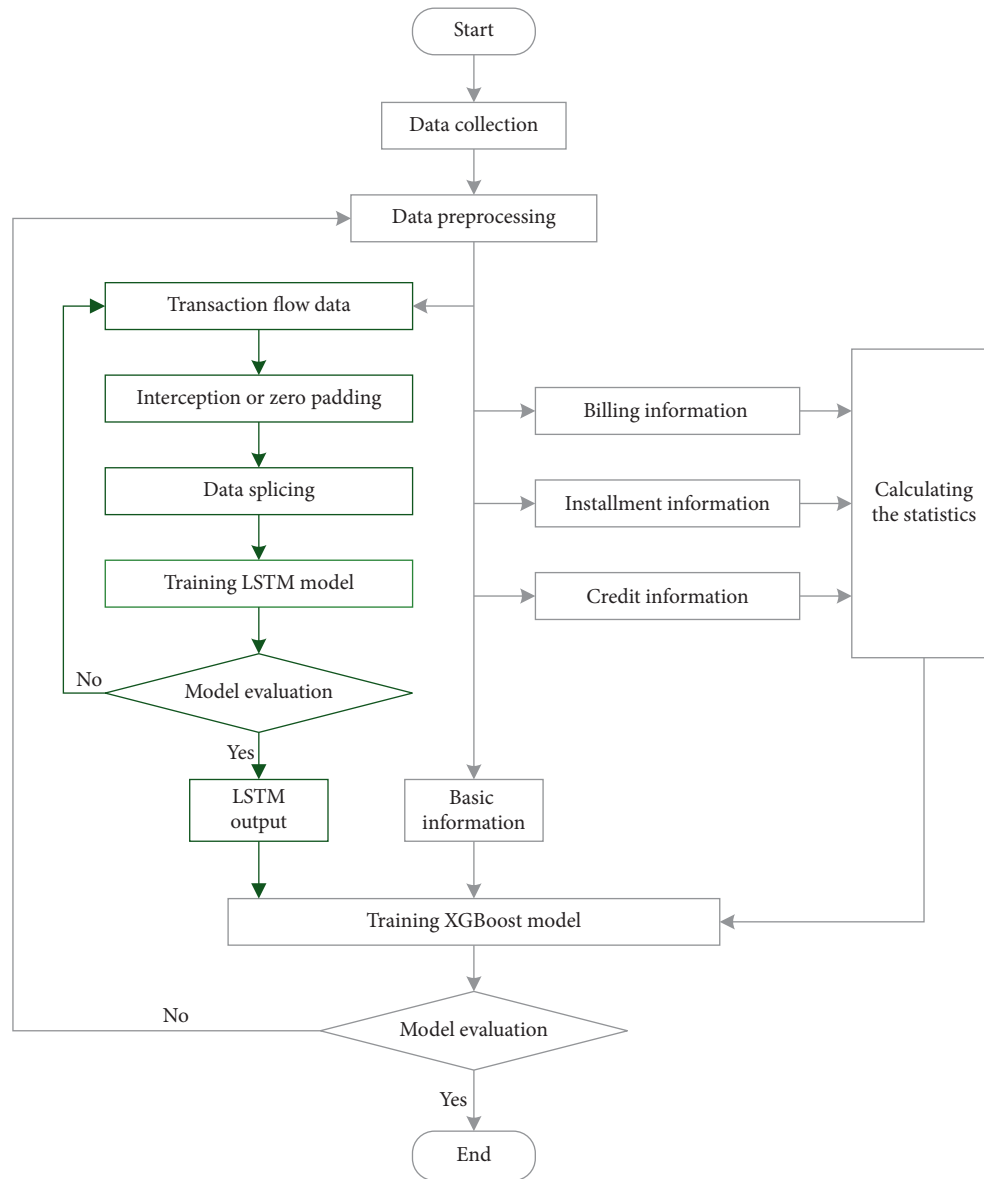 Start
Data collection
Data preprocessing
Transaction flow data
Interception or zero padding
Billing information
Data splicing
Installment information
Calculating
the statistics
Training LSTM model
Credit information
No
Model evaluation
Yes
LSTM
output
Basic
information
Training XGBoost model
No
Model evaluation
Yes
End